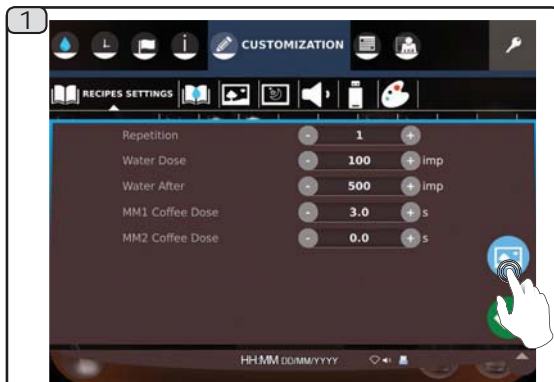 1
CUSTOMIZATION
RECIPES SETTINGS
Repetition - 1 +
Water Dose - 100 + imp
Water After - 500 + imp
MM1 Coffee Dose - 3.0 + s
MM2 Coffee Dose - 0.0 + s
HH:MM DD/MM/YYYY